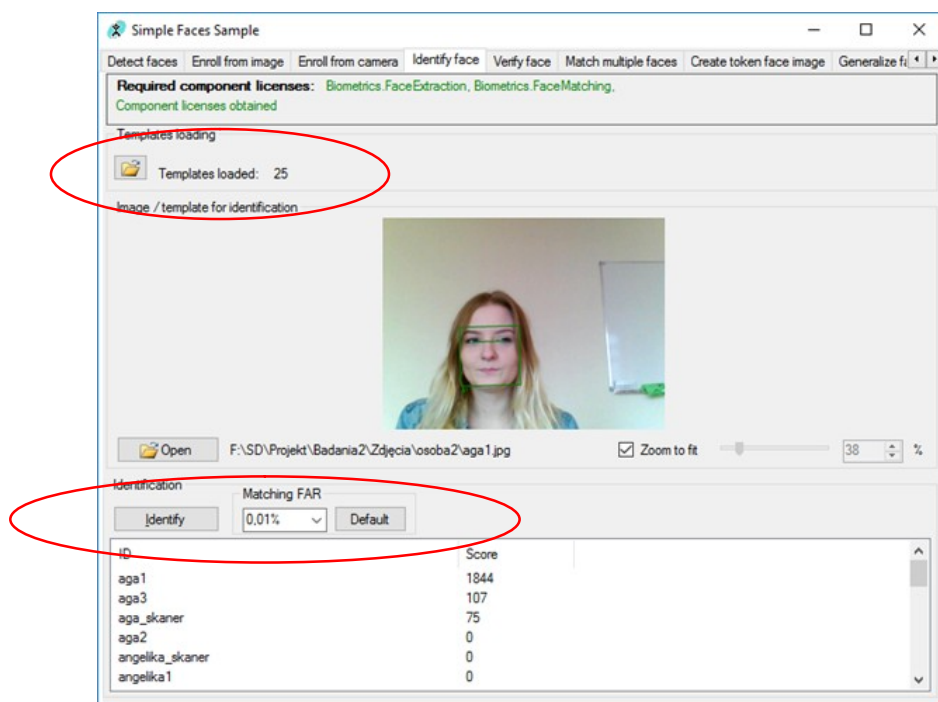 Simple Faces Sample
Detect faces Enroll from image Enroll from camera Identify face Verify face Match multiple faces Create token face image Generalize fa
Required component licenses: Biometrics.FaceExtraction, Biometrics.FaceMatching,
Component licenses obtained
Templates loading
Templates loaded: 25
Image / template for identification
Open F:\SD\Projekt\Badania2\Zdjęcia\osoba2\aga1.jpg Zoom to fit 38 %
Identification
Matching FAR
Identify 0,01% Default
ID Score
aga1 1844
aga3 107
aga_skaner 75
aga2 0
angelika_skaner 0
angelika1 0